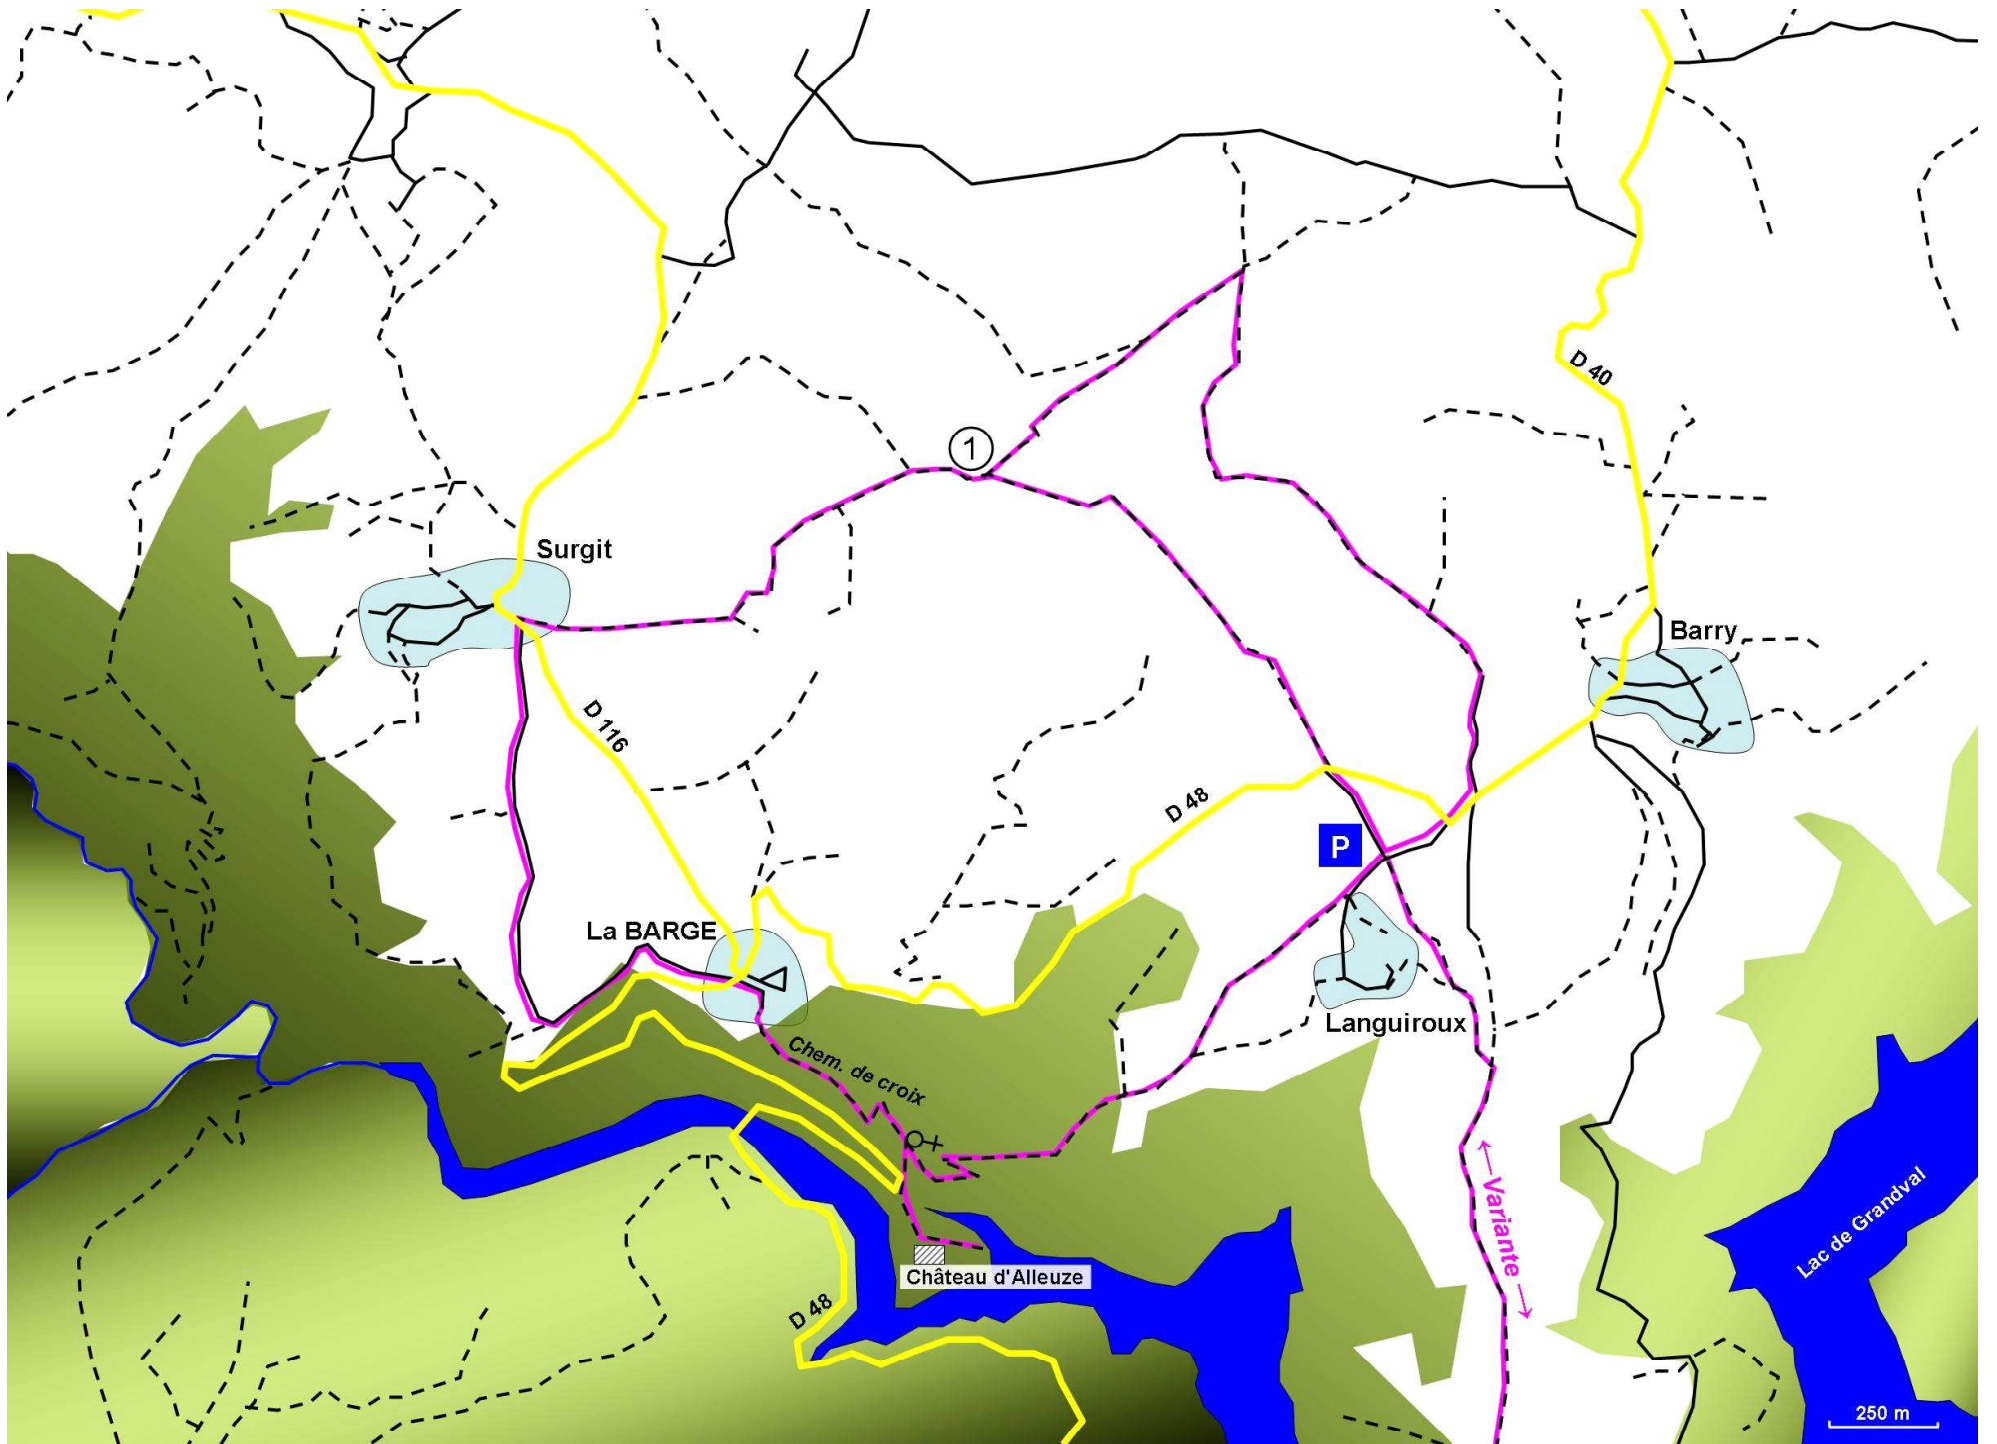 D 40
1
Surgit
Barry
D 116
D 48
P
La BARGE
Languiroux
Chem. de croix
← Variante →
Lac de Grandval
Château d'Alleuze
D 48
250 m